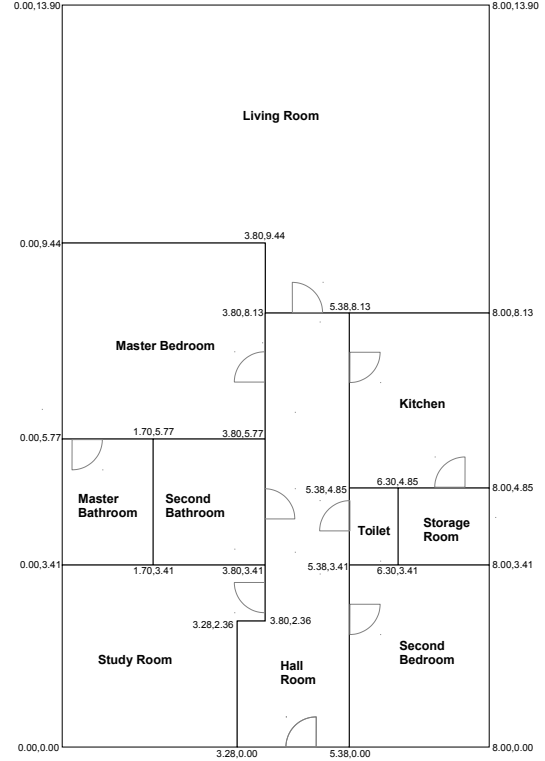 0.00,13.90
8.00,13.90
Living Room
0.00,9.44
3.80,9.44
3.80,8.13
5.38,8.13
8.00,8.13
Master Bedroom
Kitchen
0.00,5.77
1.70,5.77
3.80,5.77
5.38,4.85
6.30,4.85
8.00,4.85
Master
Bathroom
Second
Bathroom
Toilet
Storage
Room
0.00,3.41
1.70,3.41
3.80,3.41
5.38,3.41
6.30,3.41
8.00,3.41
3.28,2.36
3.80,2.36
Study Room
Hall
Room
Second
Bedroom
0.00,0.00
3.28,0.00
5.38,0.00
8.00,0.00